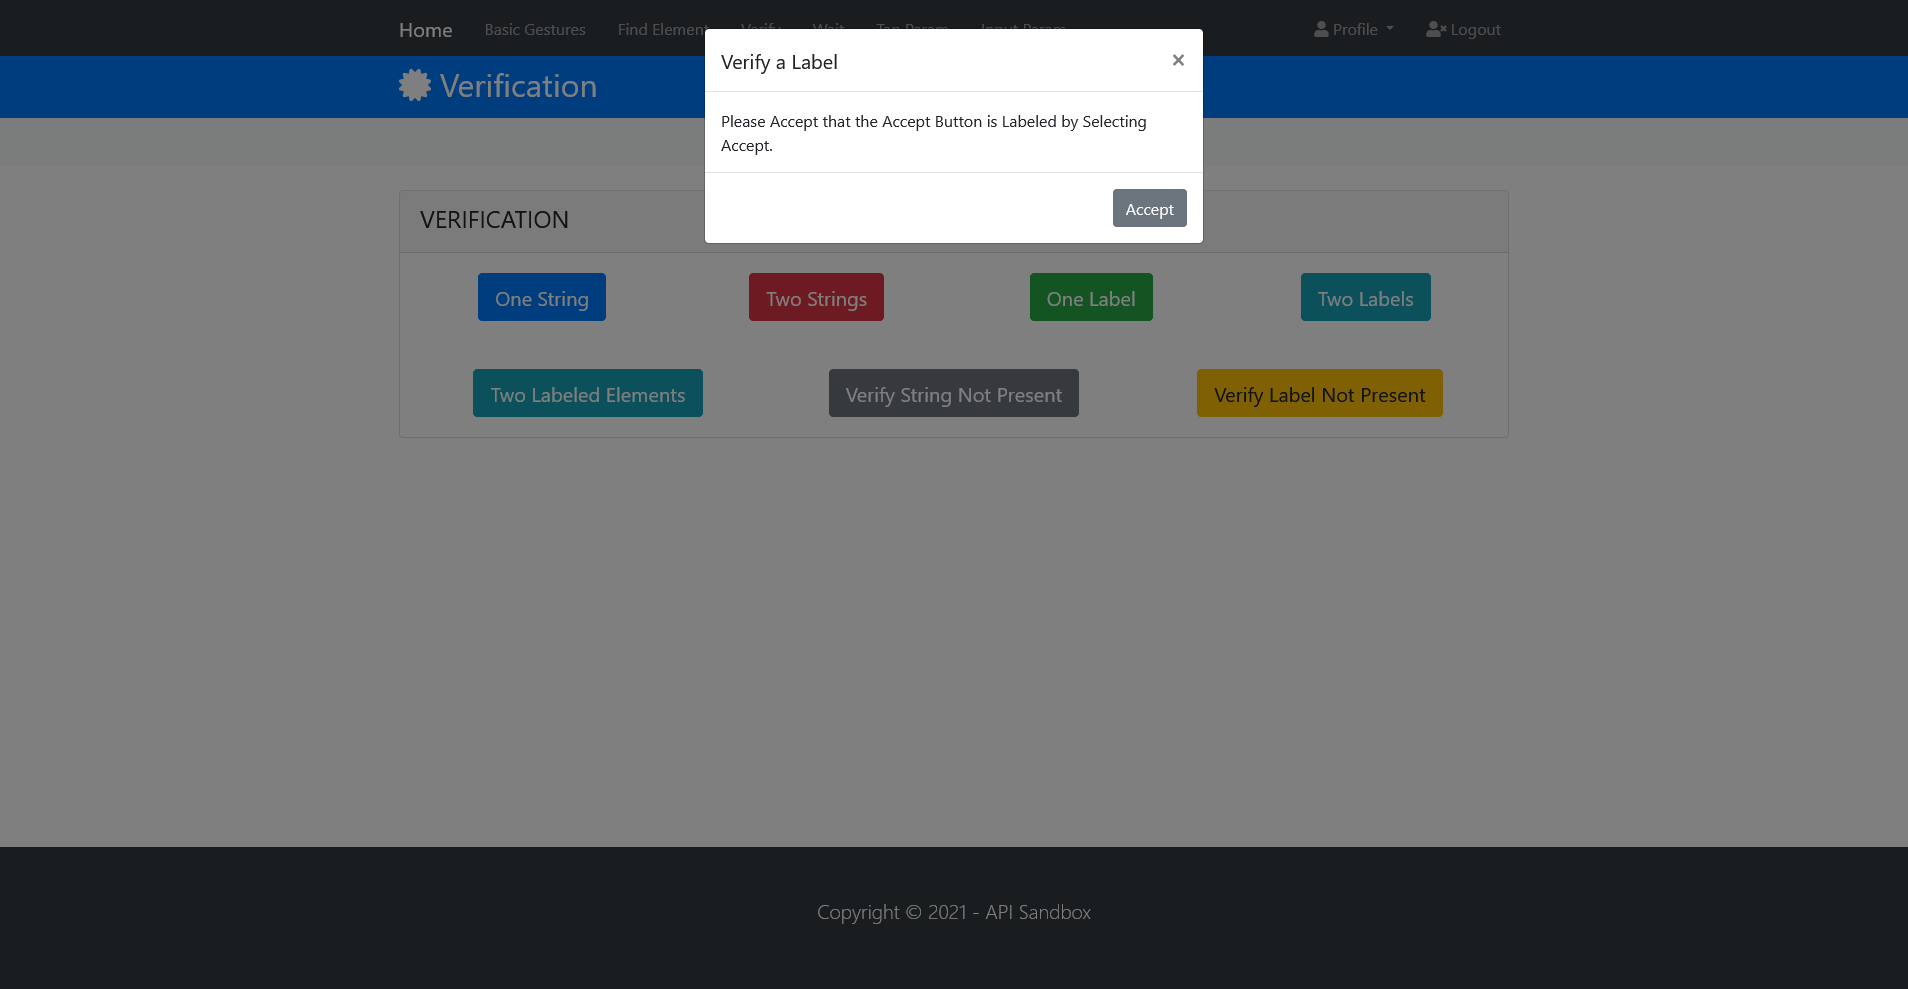 Home Basic Gestures Find Element Verify Wait Tap Param Input Param Profile Logout
Verification
Verify a Label ×
Please Accept that the Accept Button is Labeled by Selecting
Accept.
Accept
VERIFICATION
One String Two Strings One Label Two Labels
Two Labeled Elements Verify String Not Present Verify Label Not Present
Copyright © 2021 - API Sandbox